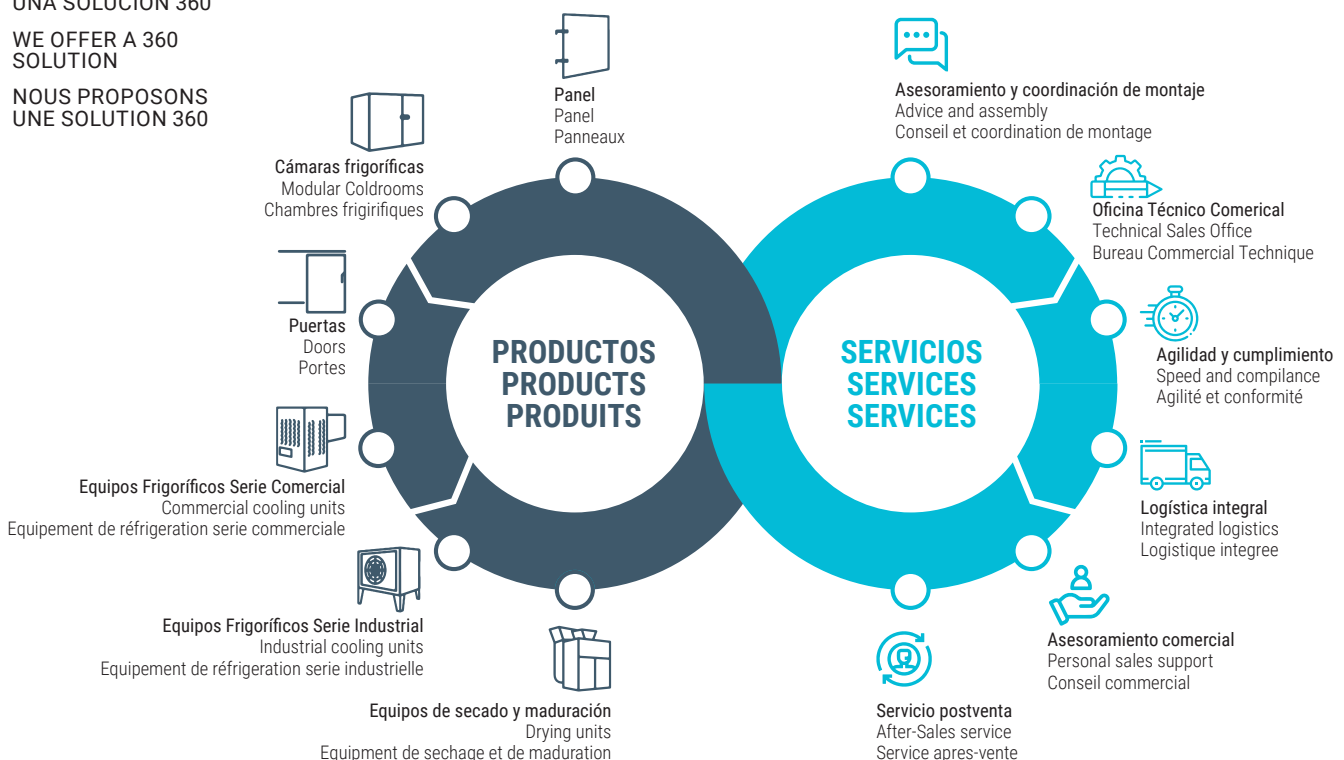 UNA SOLUCIÓN 360
WE OFFER A 360
SOLUTION
NOUS PROPOSONS
UNE SOLUTION 360
Panel
Panel
Panneaux
Cámaras frigoríficas
Modular Coldrooms
Chambres frigirifiques
Puertas
Doors
Portes
Equipos Frigoríficos Serie Comercial
Commercial cooling units
Equipement de réfrigeration serie commerciale
Equipos Frigoríficos Serie Industrial
Industrial cooling units
Equipement de réfrigeration serie industrielle
Equipos de secado y maduración
Drying units
Equipment de sechage et de maduration
PRODUCTOS
PRODUCTS
PRODUITS
SERVICIOS
SERVICES
SERVICES
Asesoramiento y coordinación de montaje
Advice and assembly
Conseil et coordination de montage
Oficina Técnico Comerical
Technical Sales Office
Bureau Commercial Technique
Agilidad y cumplimiento
Speed and compilance
Agilité et conformité
Logística integral
Integrated logistics
Logistique integree
Asesoramiento comercial
Personal sales support
Conseil commercial
Servicio postventa
After-Sales service
Service apres-vente